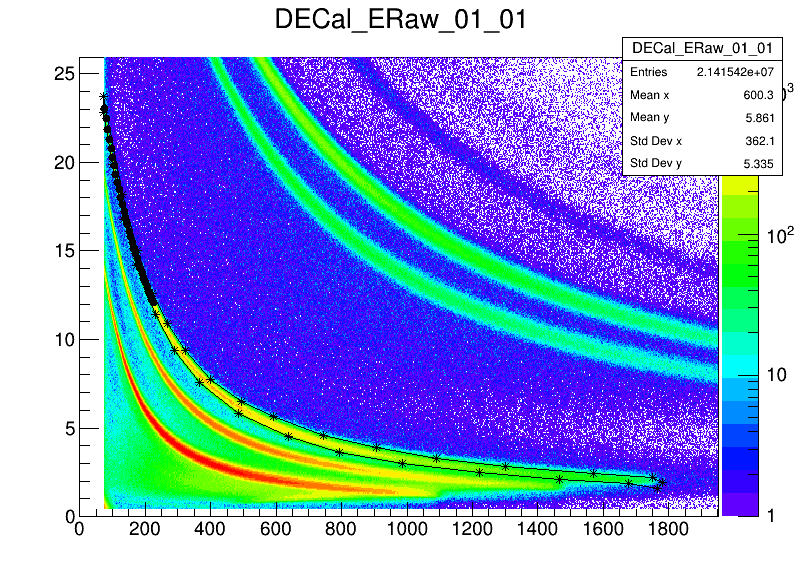 DECal_ERaw_01_01
DECal_ERaw_01_01
Entries 2.141542e+07
Mean x 600.3
Mean y 5.861
Std Dev x 362.1
Std Dev y 5.335
25
20
15
10
5
0
0 200 400 600 800 1000 1200 1400 1600 1800
10²
10
1